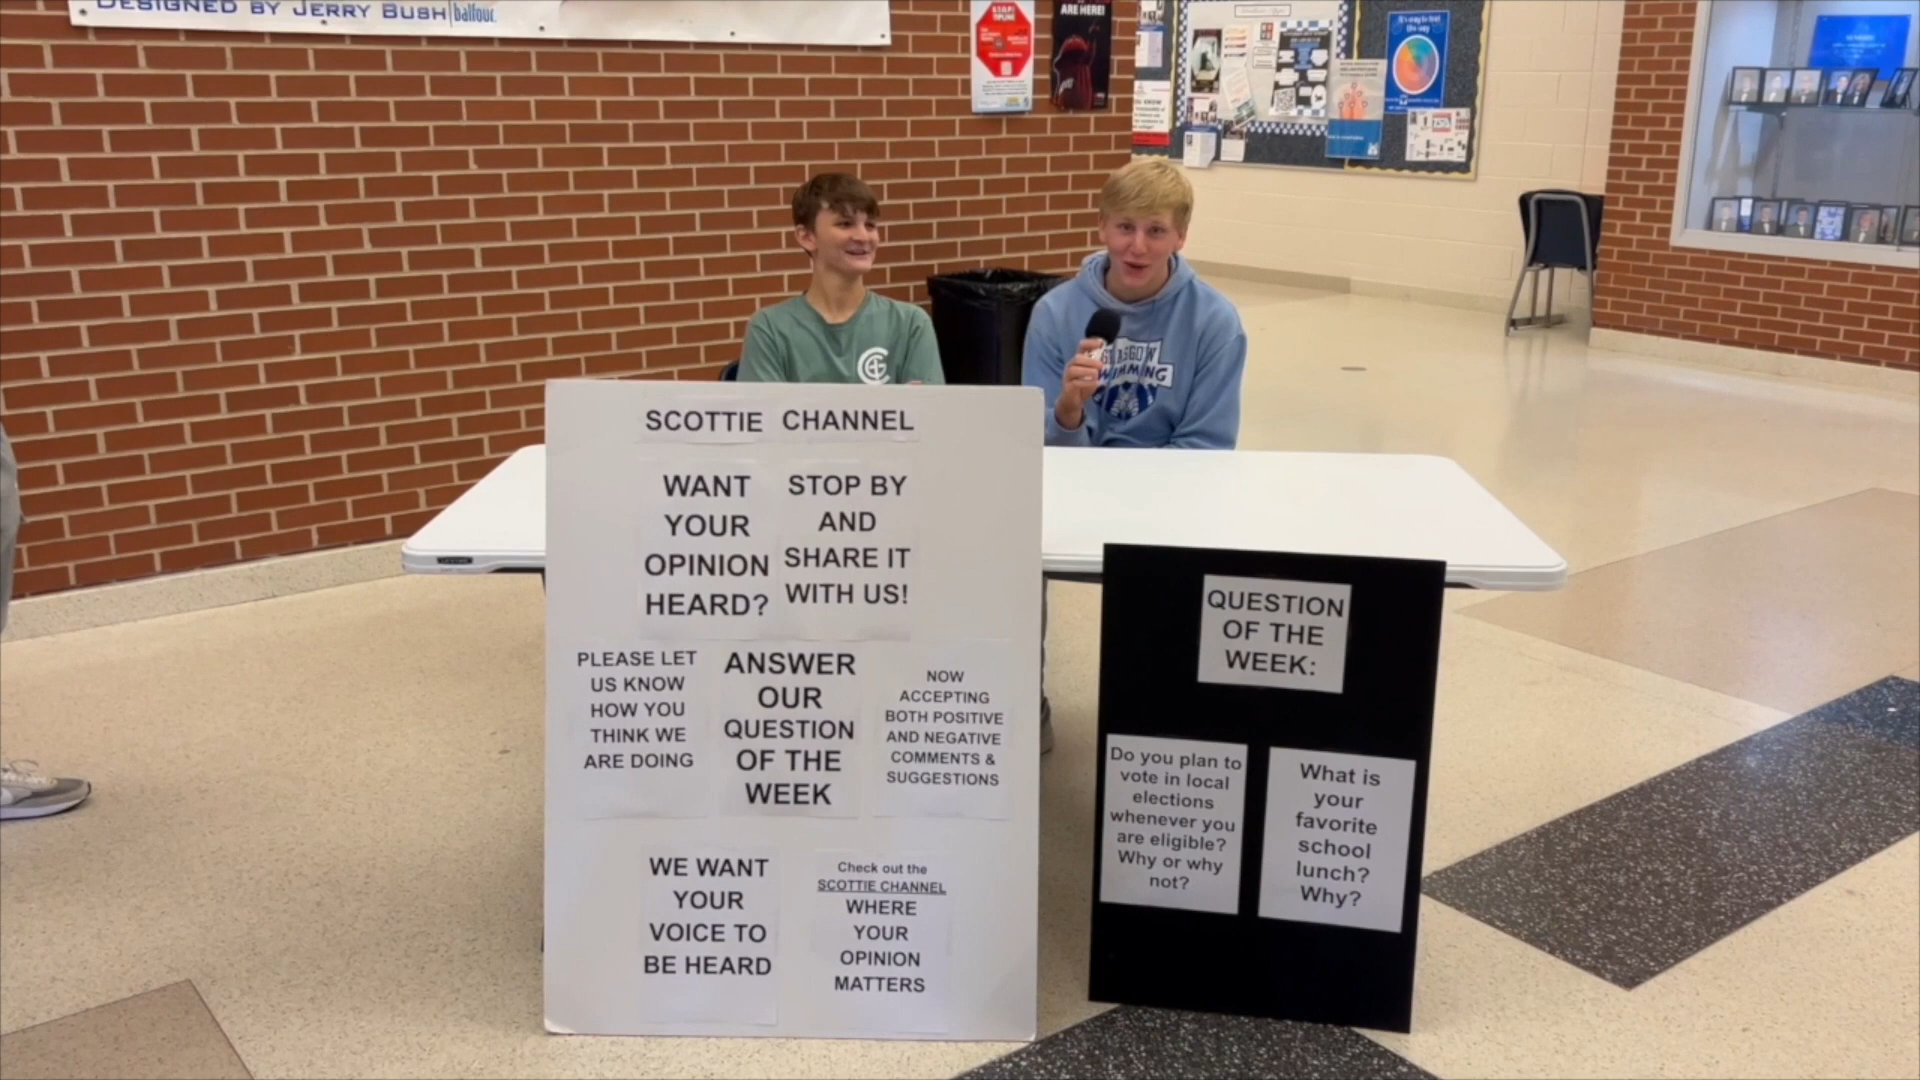 DESIGNED BY JERRY BUSH balfour.
ARE HERE!
GLASGOW
SWIMMING
SCOTTIE CHANNEL
WANT
YOUR
OPINION
HEARD?
STOP BY
AND
SHARE IT
WITH US!
PLEASE LET
US KNOW
HOW YOU
THINK WE
ARE DOING
ANSWER
OUR
QUESTION
OF THE
WEEK
NOW
ACCEPTING
BOTH POSITIVE
AND NEGATIVE
COMMENTS &
SUGGESTIONS
WE WANT
YOUR
VOICE TO
BE HEARD
Check out the
SCOTTIE CHANNEL
WHERE
YOUR
OPINION
MATTERS
QUESTION
OF THE
WEEK:
Do you plan to
vote in local
elections
whenever you
are eligible?
Why or why
not?
What is
your
favorite
school
lunch?
Why?